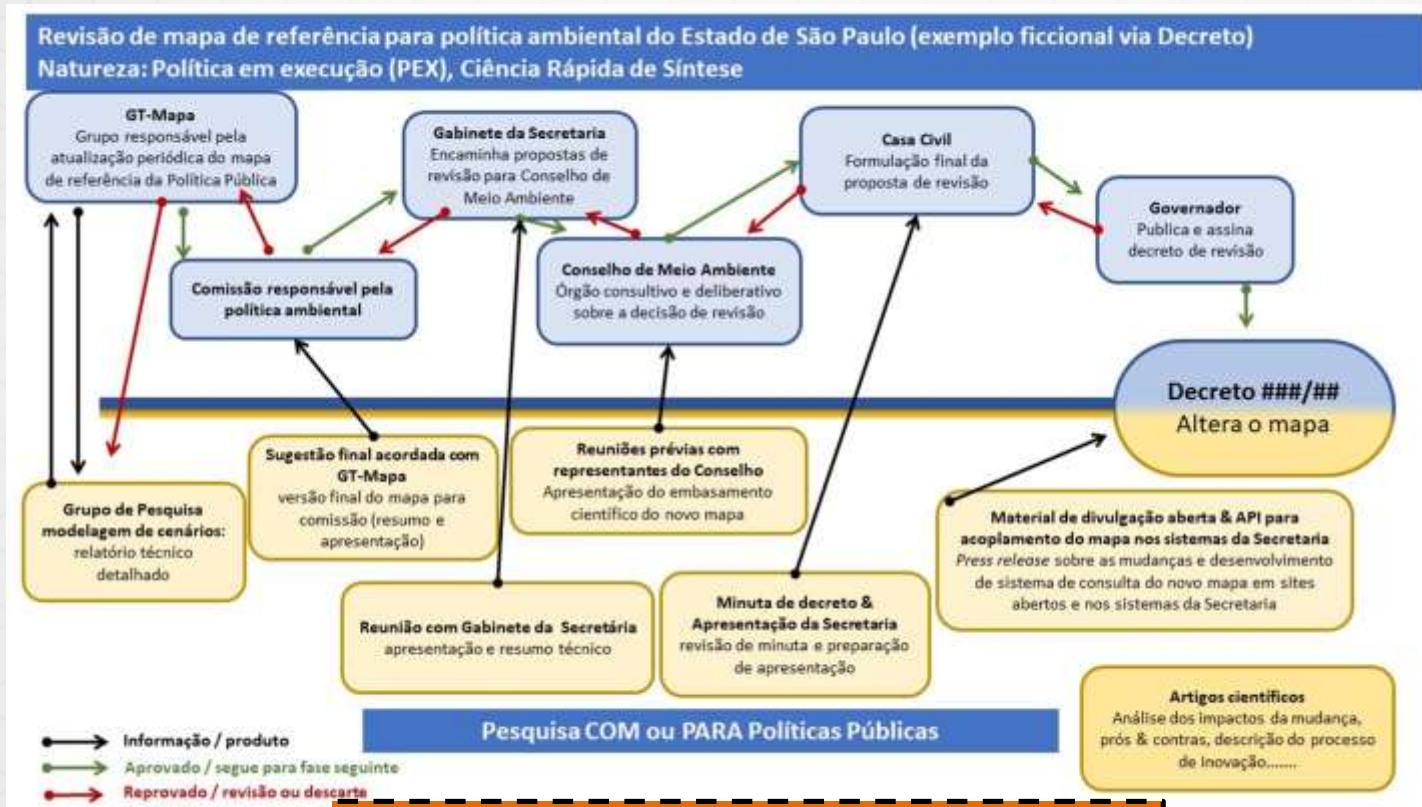 Revisão de mapa de referência para política ambiental do Estado de São Paulo (exemplo ficcional via Decreto)
Natureza: Política em execução (PEX), Ciência Rápida de Síntese
GT-Mapa
Grupo responsável pela
atualização periódica do mapa
de referência da Política Pública
Gabinete da Secretaria
Encaminha propostas de
revisão para Conselho de
Meio Ambiente
Casa Civil
Formulação final da
proposta de revisão
Governador
Publica e assina
decreto de revisão
Comissão responsável pela
política ambiental
Conselho de Meio Ambiente
Órgão consultivo e deliberativo
sobre a decisão de revisão
Decreto ###/##
Altera o mapa
Grupo de Pesquisa
modelagem de cenários:
relatório técnico
detalhado
Sugestão final acordada com
GT-Mapa
versão final do mapa para
comissão (resumo e
apresentação)
Reuniões prévias com
representantes do Conselho
Apresentação do embasamento
científico do novo mapa
Material de divulgação aberta & API para
acoplamento do mapa nos sistemas da Secretaria
Press release sobre as mudanças e desenvolvimento
de sistema de consulta do novo mapa em sites
abertos e nos sistemas da Secretaria
Reunião com Gabinete da Secretária
apresentação e resumo técnico
Minuta de decreto &
Apresentação da Secretaria
revisão de minuta e preparação
de apresentação
Artigos científicos
Análise dos impactos da mudança,
prós & contras, descrição do processo
de inovação.......
Pesquisa COM ou PARA Políticas Públicas
Informação / produto
Aprovado / segue para fase seguinte
Reprovado / revisão ou descarte